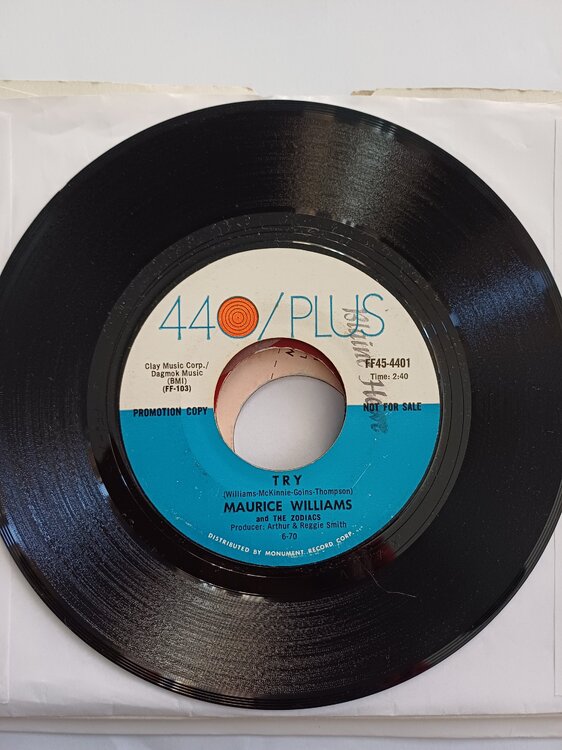 440/PLUS
Clay Music Corp./
Dagmok Music
(BMI)
(FF-103)
FF45-4401
Time: 2:40
PROMOTION COPY
NOT FOR SALE
TRY
(Williams-McKinnie-Goins-Thompson)
MAURICE WILLIAMS
and THE ZODIACS
Producer: Arthur & Reggie Smith
6-70
DISTRIBUTED BY MONUMENT RECORD CORP.